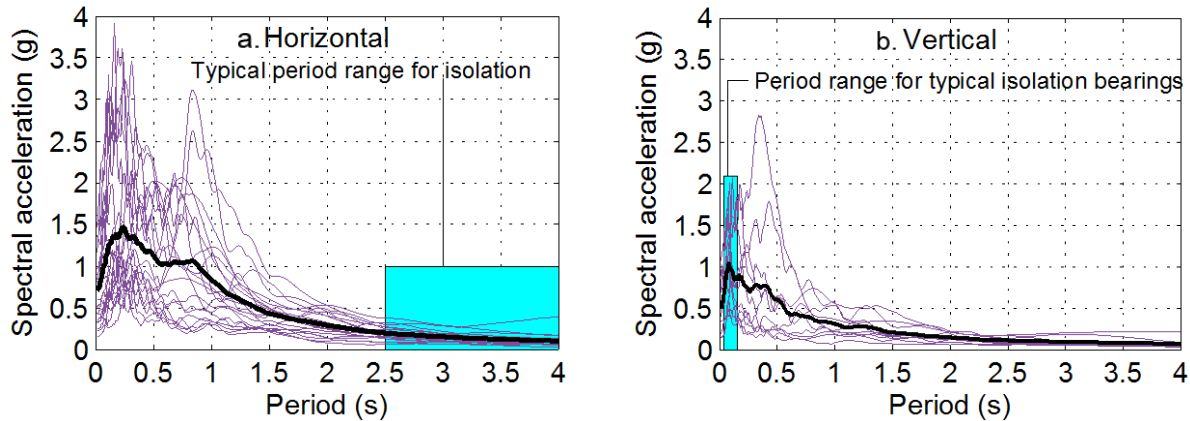 a. Horizontal
Typical period range for isolation
Spectral acceleration (g)
4
3.5
3
2.5
2
1.5
1
0.5
0
0 0.5 1 1.5 2 2.5 3 3.5 4
Period (s)
b. Vertical
Period range for typical isolation bearings
Spectral acceleration (g)
4
3.5
3
2.5
2
1.5
1
0.5
0
0 0.5 1 1.5 2 2.5 3 3.5 4
Period (s)